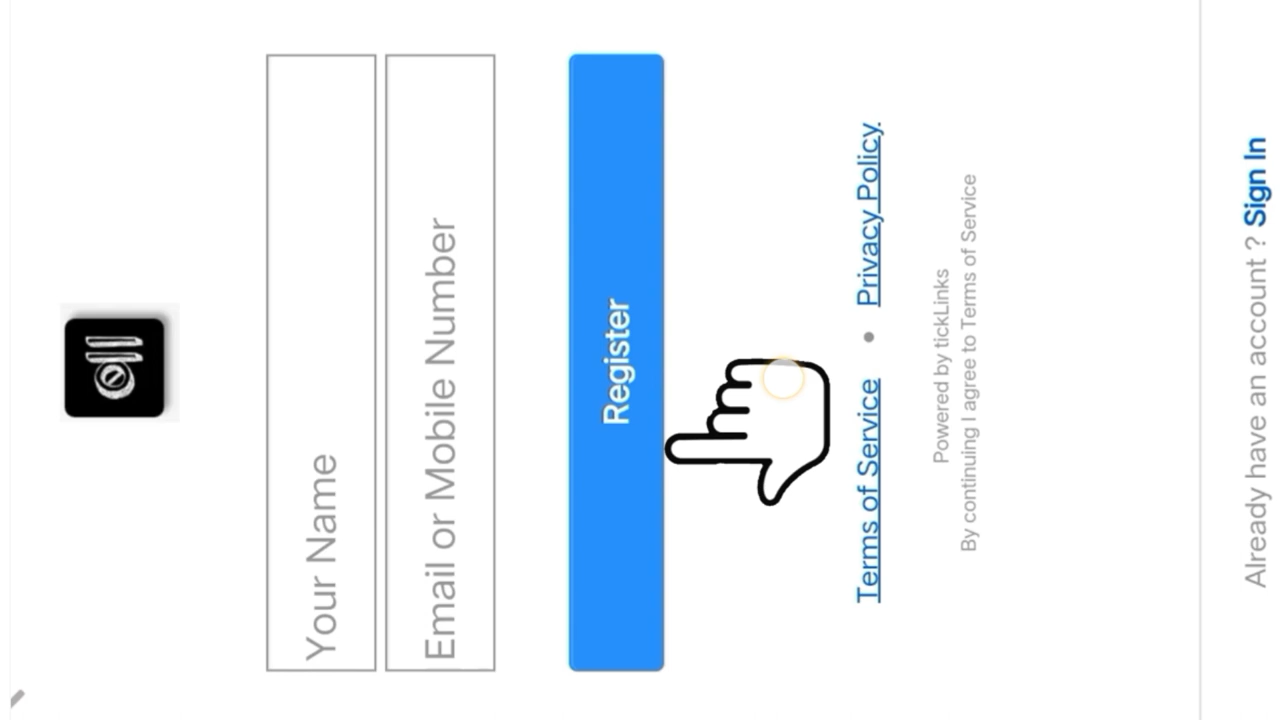 Your Name
Email or Mobile Number
Register
Terms of Service • Privacy Policy.
Powered by tickLinks
By continuing I agree to Terms of Service
Already have an account ? Sign In